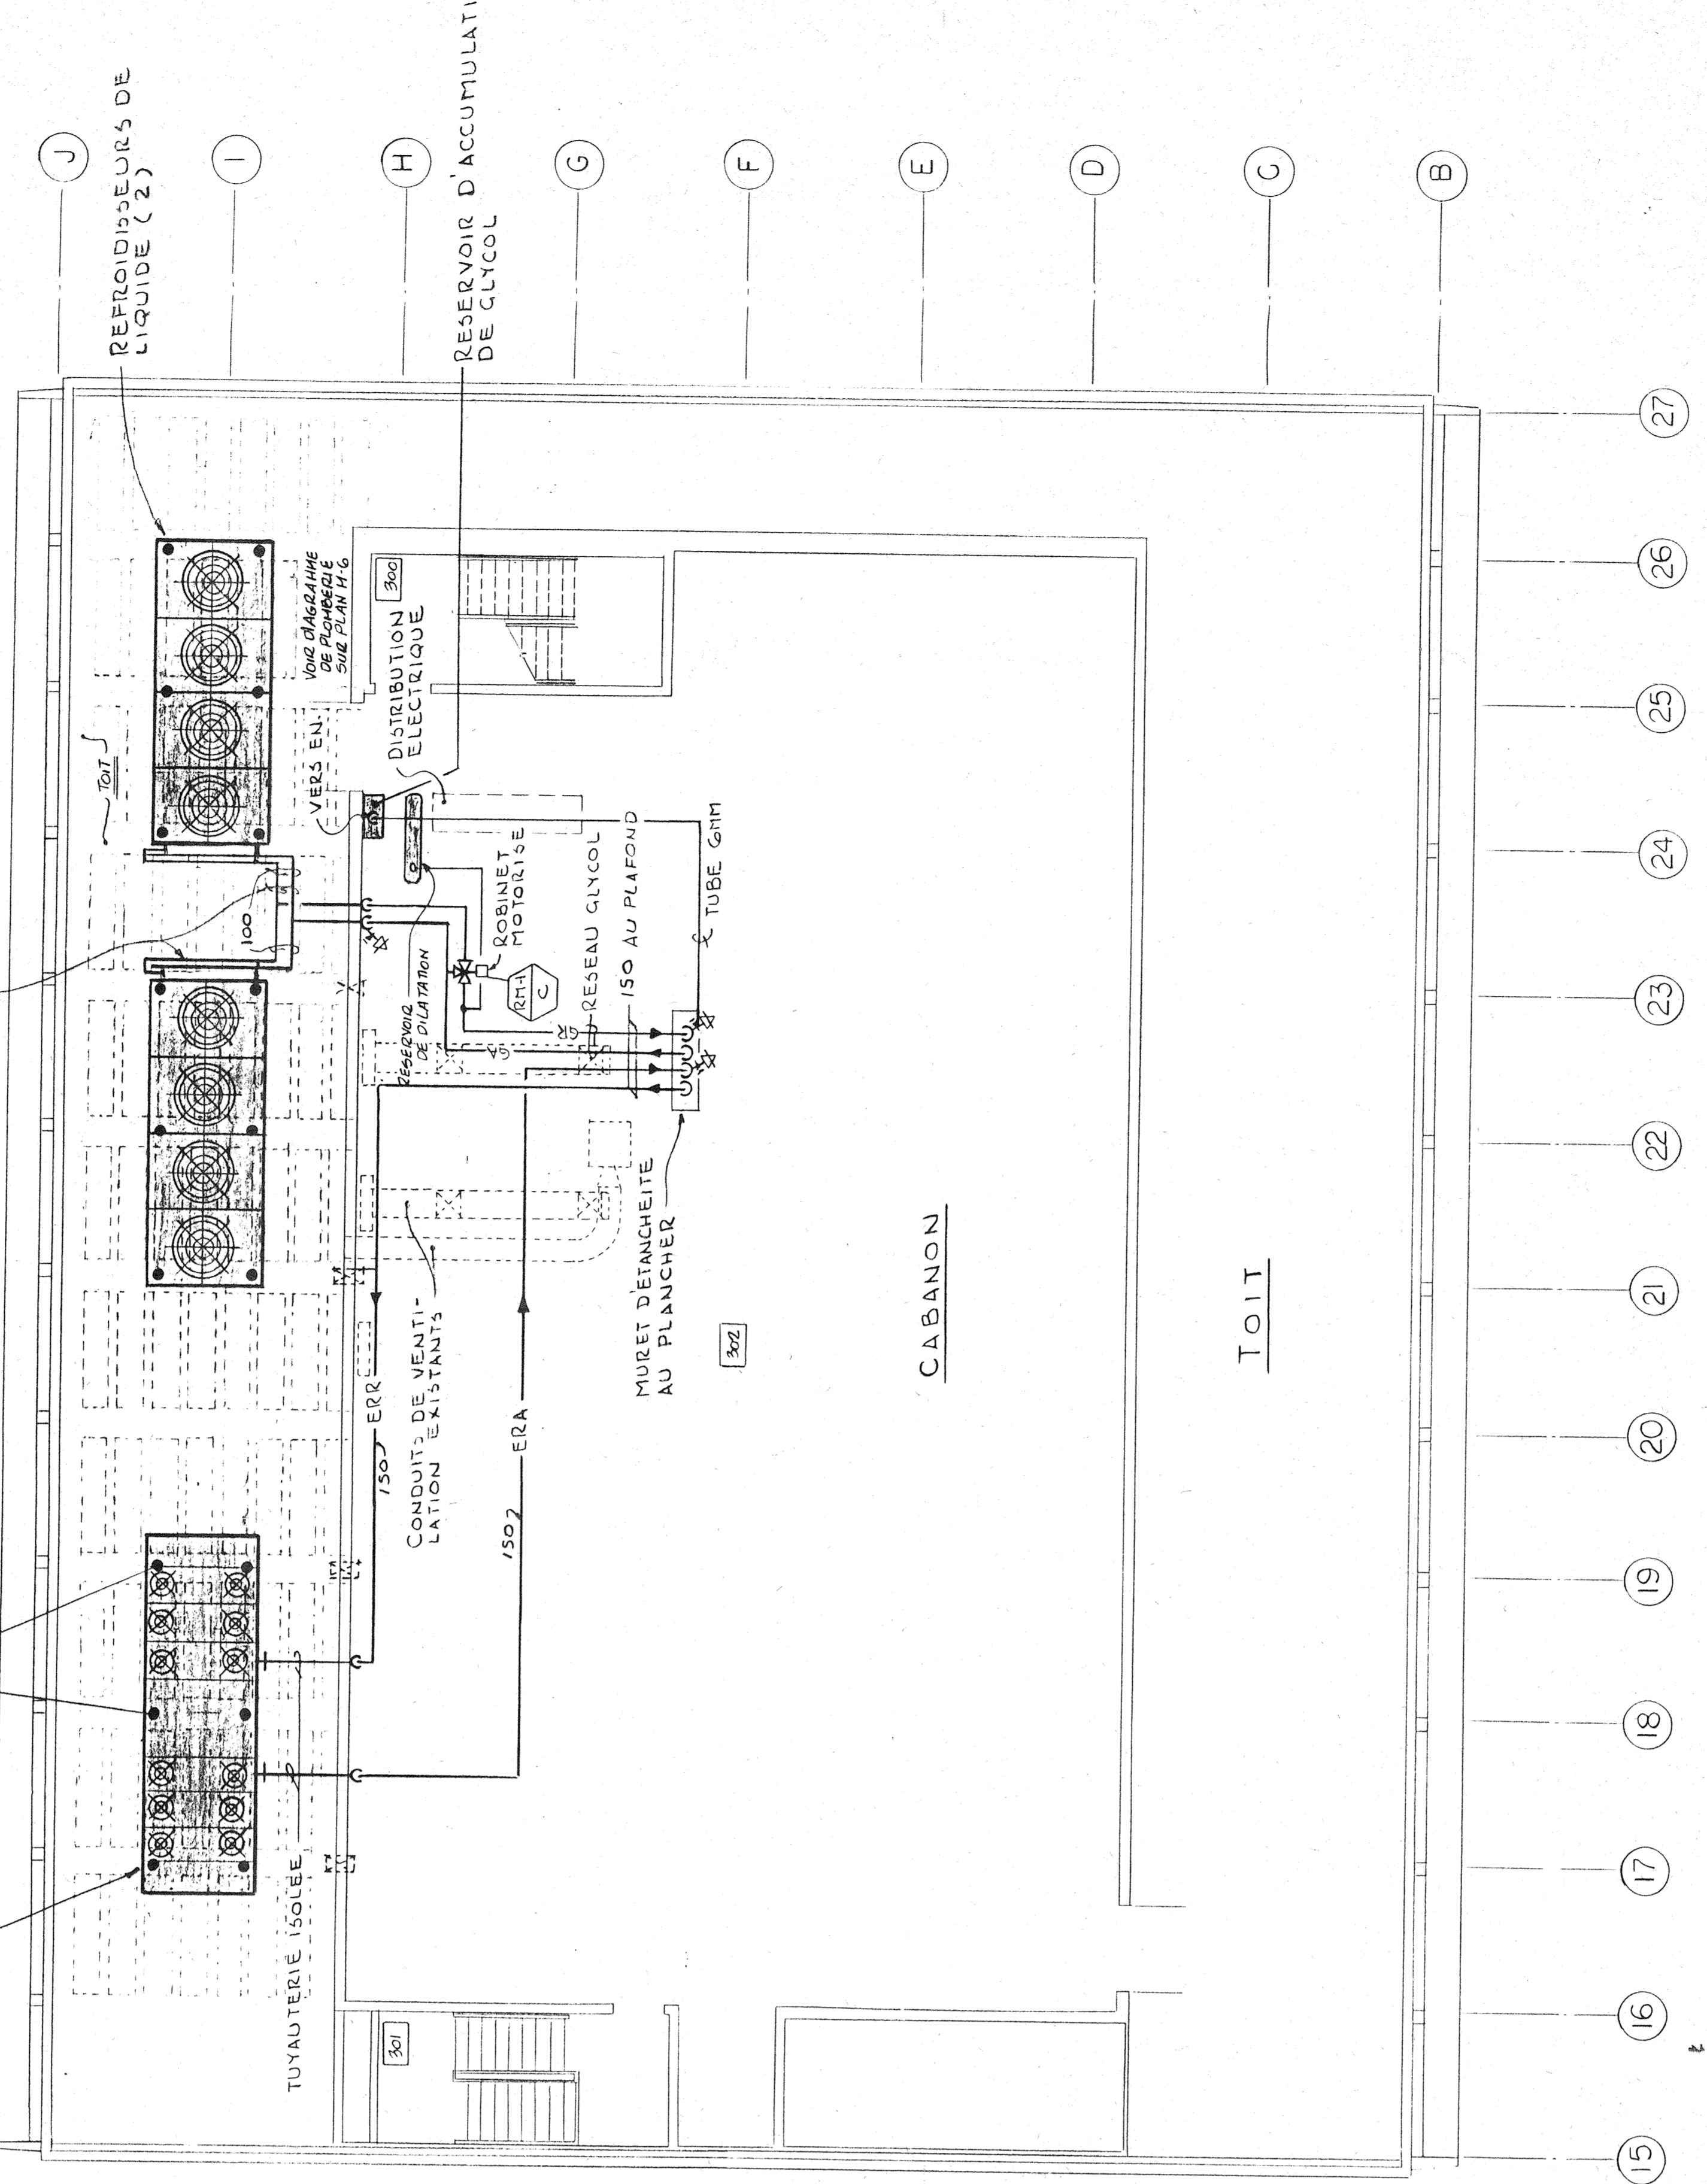 REFROIDISSEURS DE
LIQUIDE (2)
RESERVOIR D'ACCUMULATI
DE GLYCOL
J
I
H
G
F
E
D
C
B
TOIT
VOIR DIAGRAMME
DE PLOMBERIE
SUR PLAN M-6
VERS EN.
300
DISTRIBUTION
ELECTRIQUE
100
RESERVOIR
DE DILATATION
ROBINET
MOTORISE
RM-1
C
GR
GA
RESEAU GLYCOL
150 AU PLAFOND
TUBE 6MM
MURET D'ETANCHEITE
AU PLANCHER
CONDUITS DE VENTI-
LATION EXISTANTS
ERR
150
ERA
150
302
CABANON
TOIT
TUYAUTERIE ISOLEE
301
15
16
17
18
19
20
21
22
23
24
25
26
27